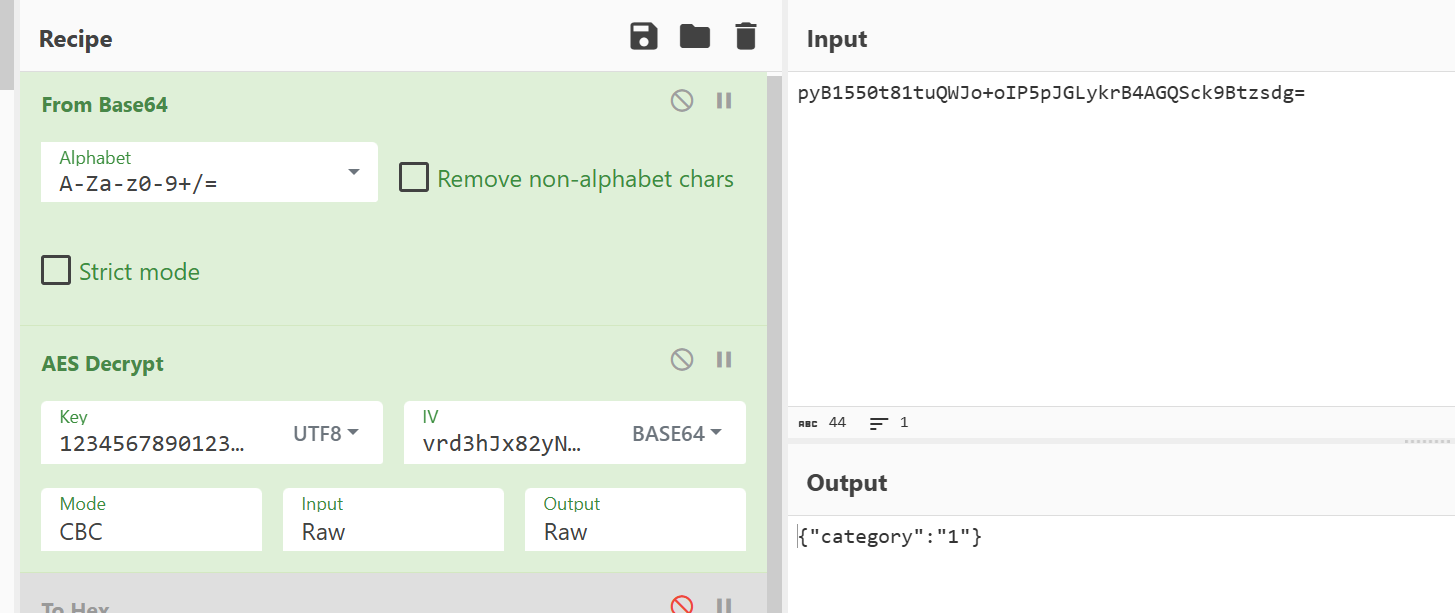 Recipe
From Base64
Alphabet
A-Za-z0-9+/=
Remove non-alphabet chars
Strict mode
AES Decrypt
Key
1234567890123…
UTF8
IV
vrd3hJx82yN…
BASE64
Mode
CBC
Input
Raw
Output
Raw
To Hex
Input
pyB1550t81tuQWJo+oIP5pJGLykrB4AGQSck9Btzsdg=
ABC 44
1
Output
{"category":"1"}